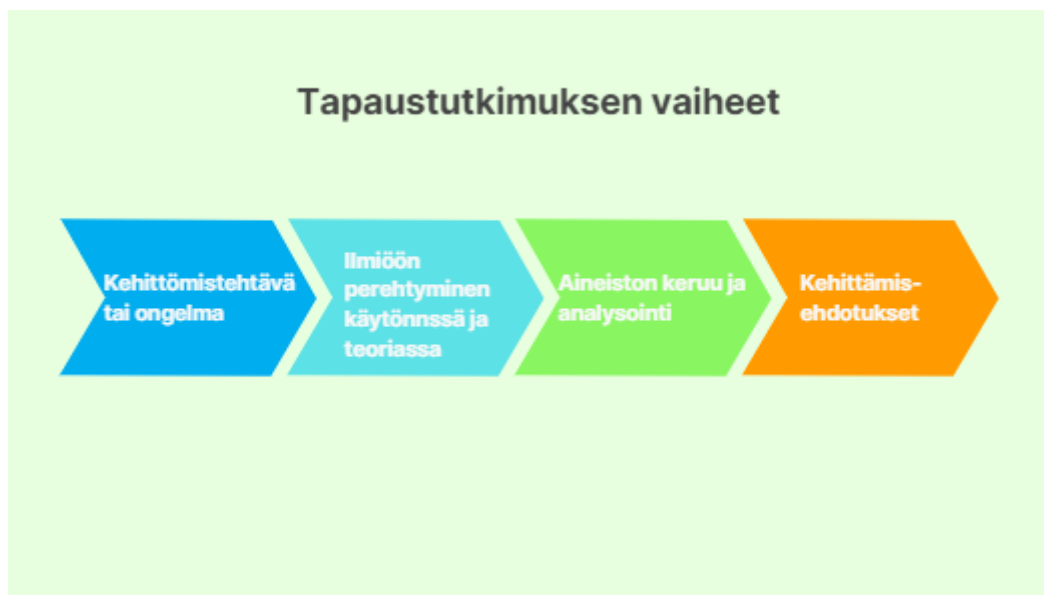 Tapaustutkimuksen vaiheet
Kehittömistehtävä
tai ongelma
Ilmiöön
perehtyminen
käytönnssä ja
teoriassa
Aineiston keruu ja
analysointi
Kehittämis-
ehdotukset